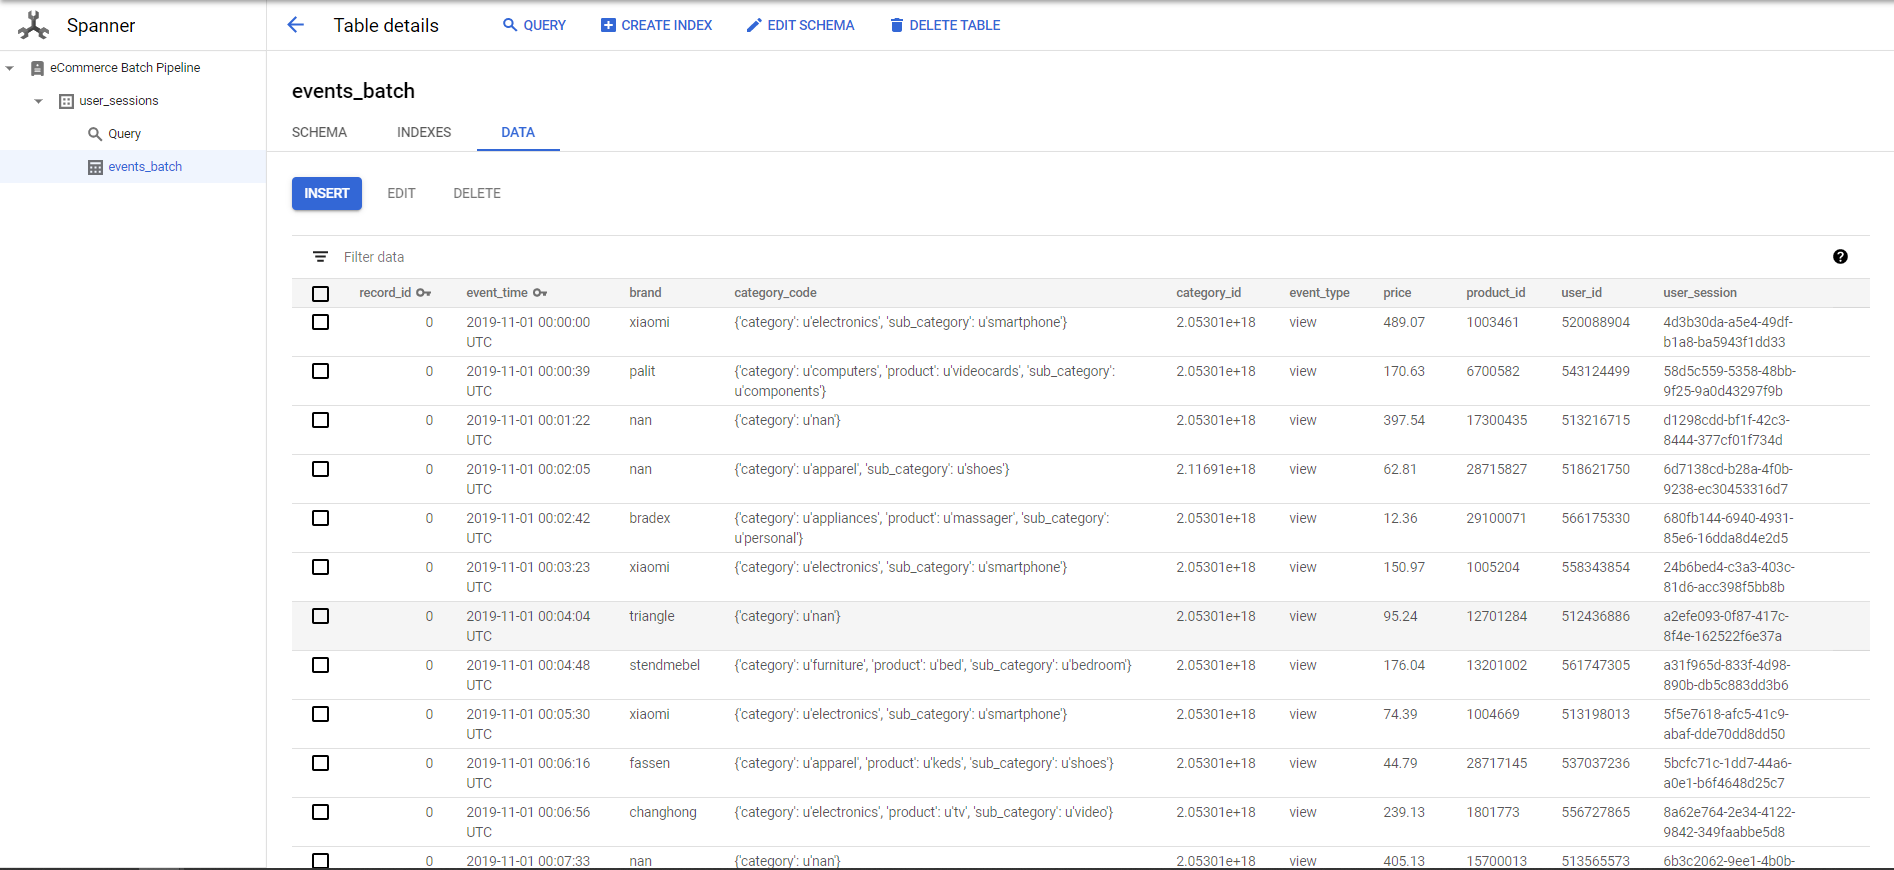 Spanner
Table details
QUERY
CREATE INDEX
EDIT SCHEMA
DELETE TABLE
eCommerce Batch Pipeline
user_sessions
Query
events_batch
events_batch
SCHEMA
INDEXES
DATA
INSERT
EDIT
DELETE
Filter data
record_id event_time brand category_code category_id event_type price product_id user_id user_session
0 2019-11-01 00:00:00 xiaomi {'category': u'electronics', 'sub_category': u'smartphone'} 2.05301e+18 view 489.07 1003461 520088904 4d3b30da-a5e4-49df-
UTC b1a8-ba5943f1dd33
0 2019-11-01 00:00:39 palit {'category': u'computers', 'product': u'videocards', 'sub_category': 2.05301e+18 view 170.63 6700582 543124499 58d5c559-5358-48bb-
UTC u'components'} 9f25-9a0d43297f9b
0 2019-11-01 00:01:22 nan {'category': u'nan'} 2.05301e+18 view 397.54 17300435 513216715 d1298cdd-bf1f-42c3-
UTC 8444-377cf01f734d
0 2019-11-01 00:02:05 nan {'category': u'apparel', 'sub_category': u'shoes'} 2.11691e+18 view 62.81 28715827 518621750 6d7138cd-b28a-4f0b-
UTC 9238-ec30453316d7
0 2019-11-01 00:02:42 bradex {'category': u'appliances', 'product': u'massager', 'sub_category': 2.05301e+18 view 12.36 29100071 566175330 680fb144-6940-4931-
UTC u'personal'} 85e6-16dda8d4e2d5
0 2019-11-01 00:03:23 xiaomi {'category': u'electronics', 'sub_category': u'smartphone'} 2.05301e+18 view 150.97 1005204 558343854 24b6bed4-c3a3-403c-
UTC 81d6-acc398f5bb8b
0 2019-11-01 00:04:04 triangle {'category': u'nan'} 2.05301e+18 view 95.24 12701284 512436886 a2efe093-0f87-417c-
UTC 8f4e-162522f6e37a
0 2019-11-01 00:04:48 stendmebel {'category': u'furniture', 'product': u'bed', 'sub_category': u'bedroom'} 2.05301e+18 view 176.04 13201002 561747305 a31f965d-833f-4d98-
UTC 890b-db5c883dd3b6
0 2019-11-01 00:05:30 xiaomi {'category': u'electronics', 'sub_category': u'smartphone'} 2.05301e+18 view 74.39 1004669 513198013 5f5e7618-afc5-41c9-
UTC abaf-dde70dd8dd50
0 2019-11-01 00:06:16 fassen {'category': u'apparel', 'product': u'keds', 'sub_category': u'shoes'} 2.05301e+18 view 44.79 28717145 537037236 5bcfc71c-1dd7-44a6-
UTC a0e1-b6f4648d25c7
0 2019-11-01 00:06:56 changhong {'category': u'electronics', 'product': u'tv', 'sub_category': u'video'} 2.05301e+18 view 239.13 1801773 556727865 8a62e764-2e34-4122-
UTC 9842-349faabbe5d8
0 2019-11-01 00:07:33 nan {'category': u'nan'} 2.05301e+18 view 405.13 15700013 513565573 6b3c2062-9ee1-4b0b-